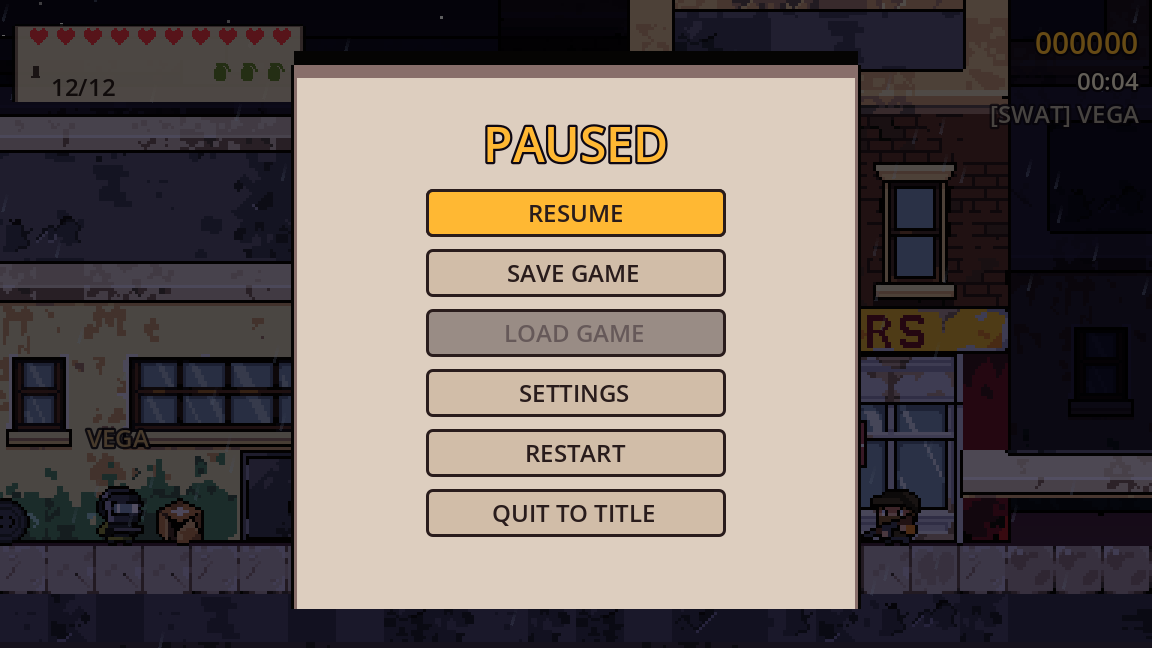 12/12
000000
00:04
[SWAT] VEGA
PAUSED
RESUME
SAVE GAME
LOAD GAME
SETTINGS
RESTART
QUIT TO TITLE
RS
VEGA